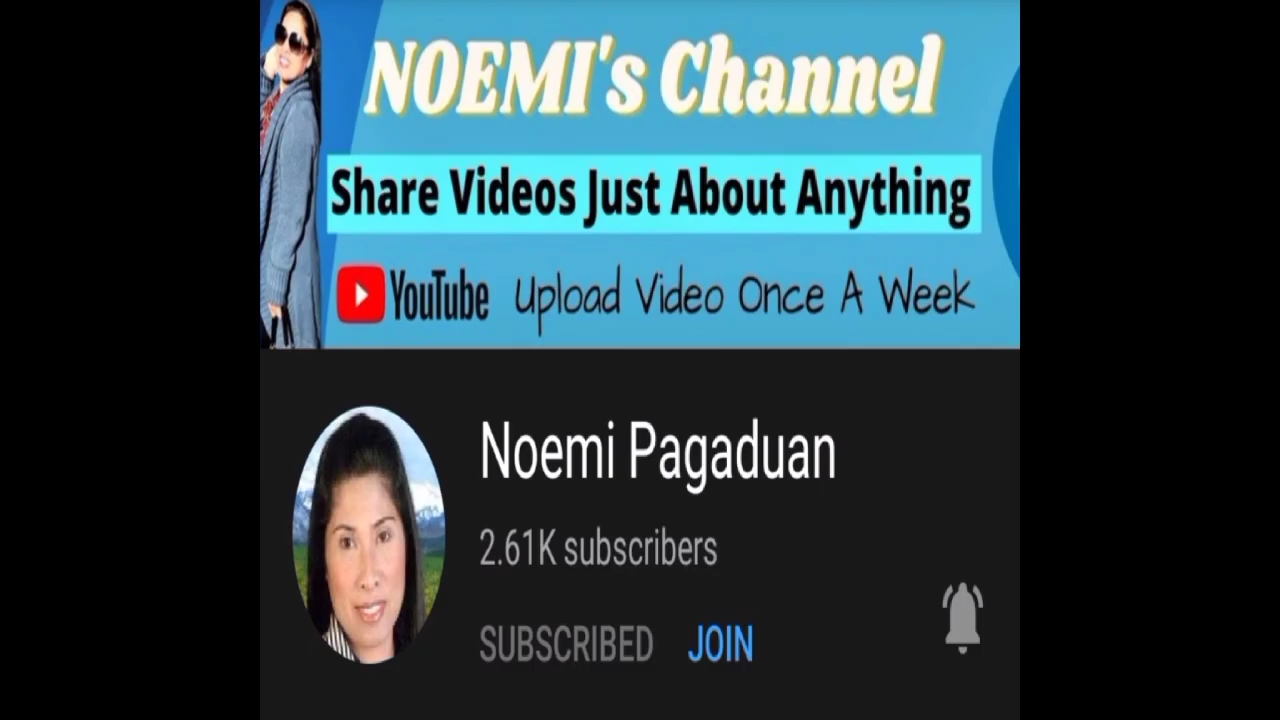 NOEMI's Channel
Share Videos Just About Anything
YouTube Upload Video Once A Week
Noemi Pagaduan
2.61K subscribers
SUBSCRIBED JOIN